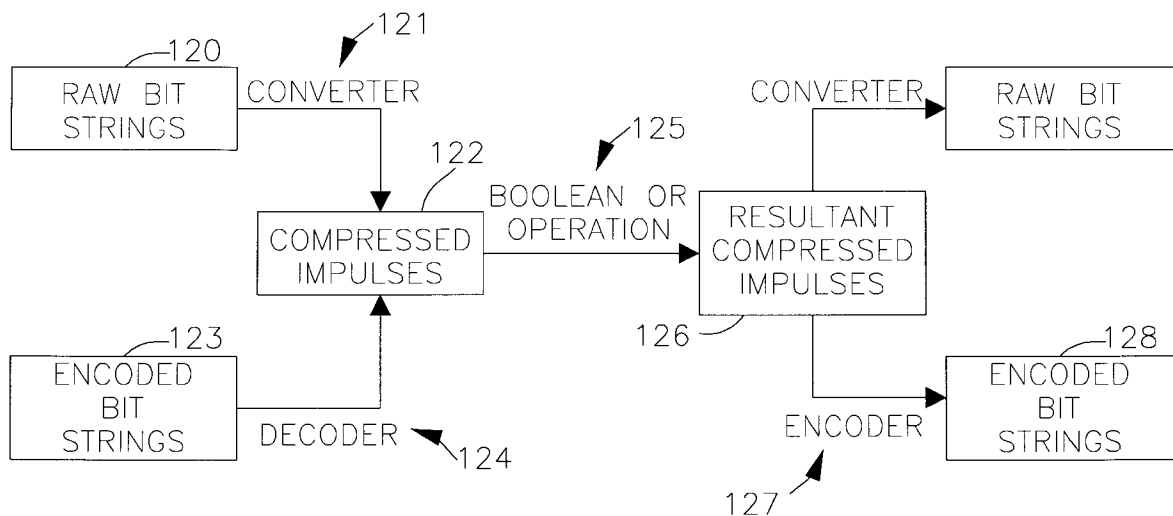 120
RAW BIT
STRINGS
121
CONVERTER
122
COMPRESSED
IMPULSES
123
ENCODED
BIT
STRINGS
DECODER
124
125
BOOLEAN OR
OPERATION
RESULTANT
COMPRESSED
IMPULSES
126
CONVERTER
RAW BIT
STRINGS
ENCODER
127
128
ENCODED
BIT
STRINGS